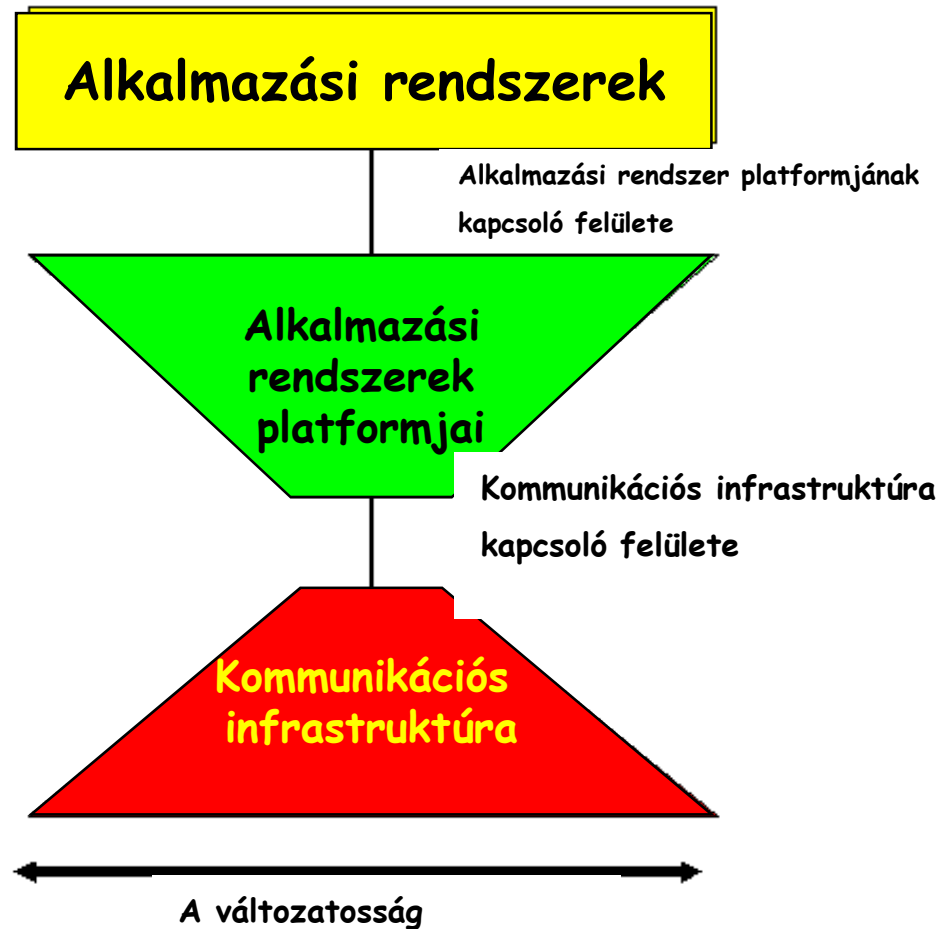 Alkalmazási rendszerek
Alkalmazási rendszer platformjának
kapcsoló felülete
Alkalmazási
rendszerek
platformjai
Kommunikációs infrastruktúra
kapcsoló felülete
Kommunikációs
infrastruktúra
A változatosság